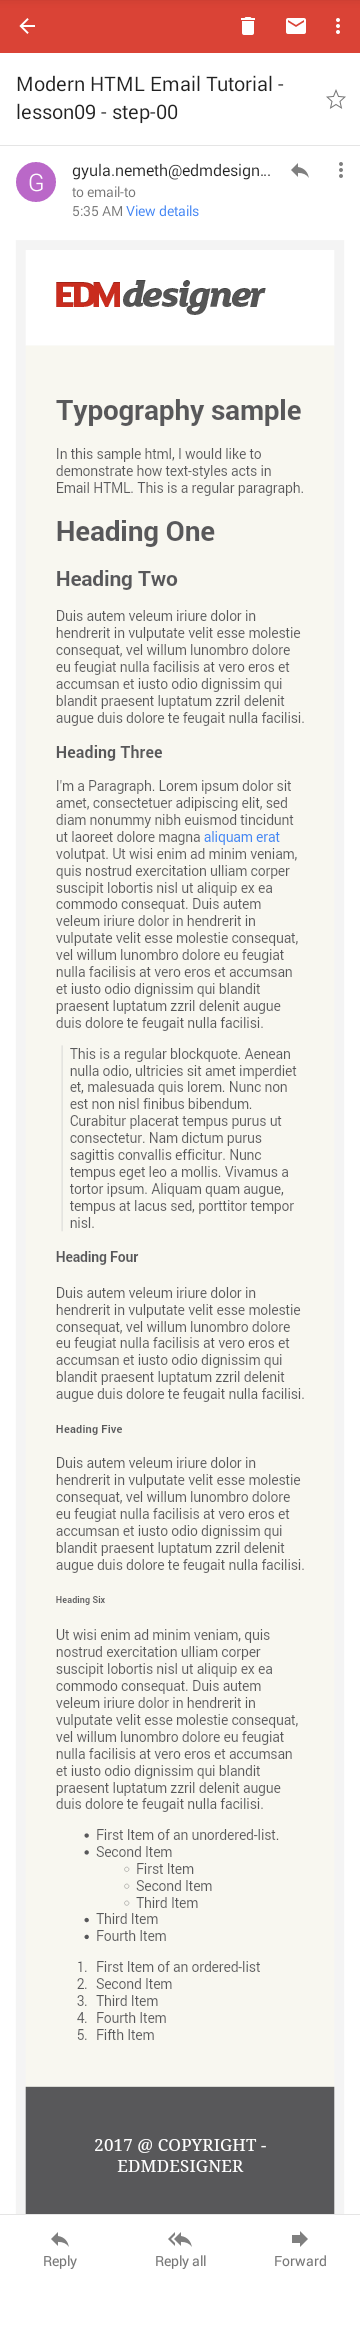 Modern HTML Email Tutorial -
lesson09 - step-00
G
gyula.nemeth@edmdesign...
to email-to
5:35 AM View details
EDMdesigner
Typography sample
In this sample html, I would like to
demonstrate how text-styles acts in
Email HTML. This is a regular paragraph.
Heading One
Heading Two
Duis autem veleum iriure dolor in
hendrerit in vulputate velit esse molestie
consequat, vel willum lunombro dolore
eu feugiat nulla facilisis at vero eros et
accumsan et iusto odio dignissim qui
blandit praesent luptatum zzril delenit
augue duis dolore te feugait nulla facilisi.
Heading Three
I'm a Paragraph. Lorem ipsum dolor sit
amet, consectetuer adipiscing elit, sed
diam nonummy nibh euismod tincidunt
ut laoreet dolore magna aliquam erat
volutpat. Ut wisi enim ad minim veniam,
quis nostrud exercitation ulliam corper
suscipit lobortis nisl ut aliquip ex ea
commodo consequat. Duis autem
veleum iriure dolor in hendrerit in
vulputate velit esse molestie consequat,
vel willum lunombro dolore eu feugiat
nulla facilisis at vero eros et accumsan
et iusto odio dignissim qui blandit
praesent luptatum zzril delenit augue
duis dolore te feugait nulla facilisi.
This is a regular blockquote. Aenean
nulla odio, ultricies sit amet imperdiet
et, malesuada quis lorem. Nunc non
est non nisl finibus bibendum.
Curabitur placerat tempus purus ut
consectetur. Nam dictum purus
sagittis convallis efficitur. Nunc
tempus eget leo a mollis. Vivamus a
tortor ipsum. Aliquam quam augue,
tempus at lacus sed, porttitor tempor
nisl.
Heading Four
Duis autem veleum iriure dolor in
hendrerit in vulputate velit esse molestie
consequat, vel willum lunombro dolore
eu feugiat nulla facilisis at vero eros et
accumsan et iusto odio dignissim qui
blandit praesent luptatum zzril delenit
augue duis dolore te feugait nulla facilisi.
Heading Five
Duis autem veleum iriure dolor in
hendrerit in vulputate velit esse molestie
consequat, vel willum lunombro dolore
eu feugiat nulla facilisis at vero eros et
accumsan et iusto odio dignissim qui
blandit praesent luptatum zzril delenit
augue duis dolore te feugait nulla facilisi.
Heading Six
Ut wisi enim ad minim veniam, quis
nostrud exercitation ulliam corper
suscipit lobortis nisl ut aliquip ex ea
commodo consequat. Duis autem
veleum iriure dolor in hendrerit in
vulputate velit esse molestie consequat,
vel willum lunombro dolore eu feugiat
nulla facilisis at vero eros et accumsan
et iusto odio dignissim qui blandit
praesent luptatum zzril delenit augue
duis dolore te feugait nulla facilisi.
• First Item of an unordered-list.
• Second Item
○ First Item
○ Second Item
○ Third Item
• Third Item
• Fourth Item
1. First Item of an ordered-list
2. Second Item
3. Third Item
4. Fourth Item
5. Fifth Item
2017 @ COPYRIGHT -
EDMDESIGNER
Reply Reply all Forward